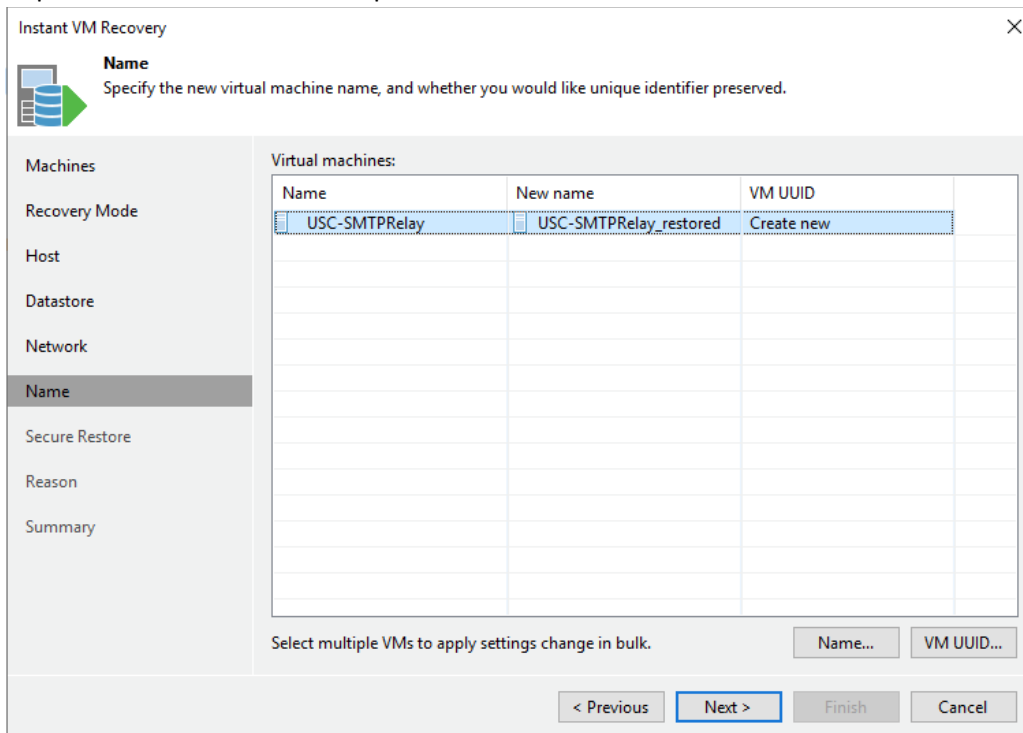 Instant VM Recovery
Name
Specify the new virtual machine name, and whether you would like unique identifier preserved.
Machines
Recovery Mode
Host
Datastore
Network
Name
Secure Restore
Reason
Summary
Virtual machines:
Name New name VM UUID
USC-SMTPRelay USC-SMTPRelay_restored Create new
Select multiple VMs to apply settings change in bulk. Name... VM UUID...
< Previous Next > Finish Cancel